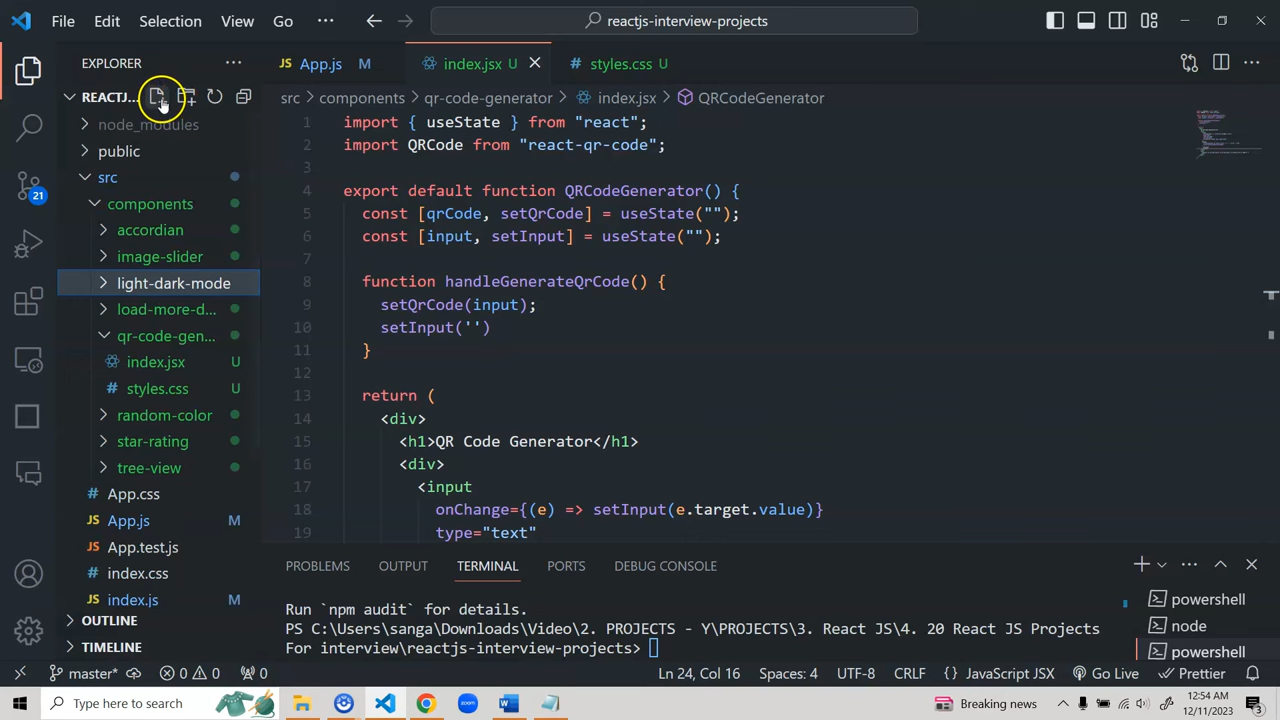 File Edit Selection View Go ··· reactjs-interview-projects
EXPLORER
REACTJ...
node_modules
public
src
components
accordian
image-slider
light-dark-mode
load-more-d...
qr-code-gen...
index.jsx U
styles.css U
random-color
star-rating
tree-view
App.css
App.js M
App.test.js
index.css
index.js M
OUTLINE
TIMELINE
21
JS App.js M index.jsx U styles.css U
src > components > qr-code-generator > index.jsx > QRCodeGenerator
1 import { useState } from "react";
2 import QRCode from "react-qr-code";
3
4 export default function QRCodeGenerator() {
5 const [qrCode, setQrCode] = useState("");
6 const [input, setInput] = useState("");
7
8 function handleGenerateQrCode() {
9 setQrCode(input);
10 setInput('')
11 }
12
13 return (
14 <div>
15 <h1>QR Code Generator</h1>
16 <div>
17 <input
18 onChange={(e) => setInput(e.target.value)}
19 type="text"
PROBLEMS OUTPUT TERMINAL PORTS DEBUG CONSOLE
Run `npm audit` for details.
PS C:\Users\sanga\Downloads\Video\2. PROJECTS - Y\PROJECTS\3. React JS\4. 20 React JS Projects
For interview\reactjs-interview-projects>
powershell
node
powershell
master* 0 0 0 Ln 24, Col 16 Spaces: 4 UTF-8 CRLF {} JavaScript JSX Go Live Prettier
Type here to search zoom Breaking news 12:54 AM
12/11/2023 3